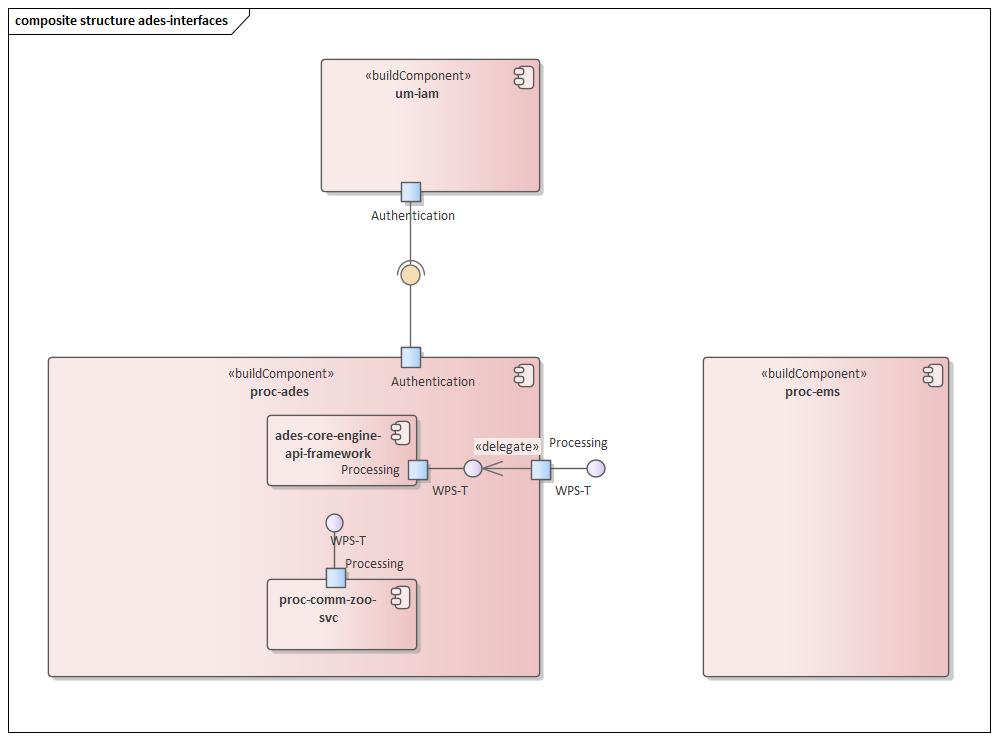 composite structure ades-interfaces
«buildComponent»
um-iam
Authentication
«buildComponent»
proc-ades
Authentication
«buildComponent»
proc-ems
ades-core-engine-
api-framework
Processing
WPS-T
«delegate»
Processing
WPS-T
WPS-T
Processing
proc-comm-zoo-
svc